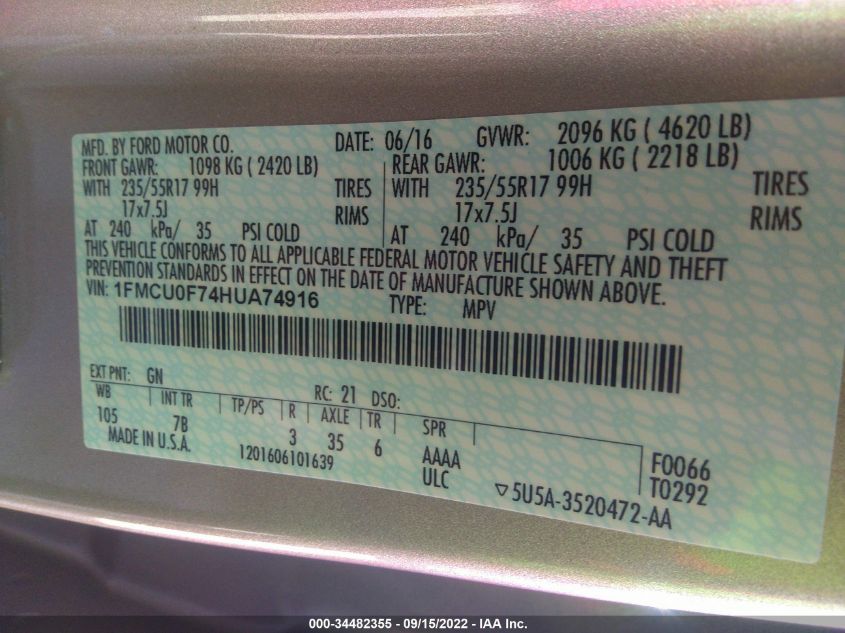 MFD. BY FORD MOTOR CO. DATE: 06/16 GVWR: 2096 KG ( 4620 LB)
FRONT GAWR: 1098 KG ( 2420 LB) REAR GAWR: 1006 KG ( 2218 LB)
WITH 235/55R17 99H TIRES WITH 235/55R17 99H TIRES
17x7.5J RIMS 17x7.5J RIMS
AT 240 kPa/ 35 PSI COLD AT 240 kPa/ 35 PSI COLD
THIS VEHICLE CONFORMS TO ALL APPLICABLE FEDERAL MOTOR VEHICLE SAFETY AND THEFT
PREVENTION STANDARDS IN EFFECT ON THE DATE OF MANUFACTURE SHOWN ABOVE.
VIN: 1FMCU0F74HUA74916 TYPE: MPV
EXT PNT: GN RC: 21 DSO:
WB INT TR TP/PS R AXLE TR SPR
105 7B 3 35 6 AAAA F0066
MADE IN U.S.A. 1201606101639 ULC T0292
▽5U5A-3520472-AA
000-34482355 - 09/15/2022 - IAA Inc.